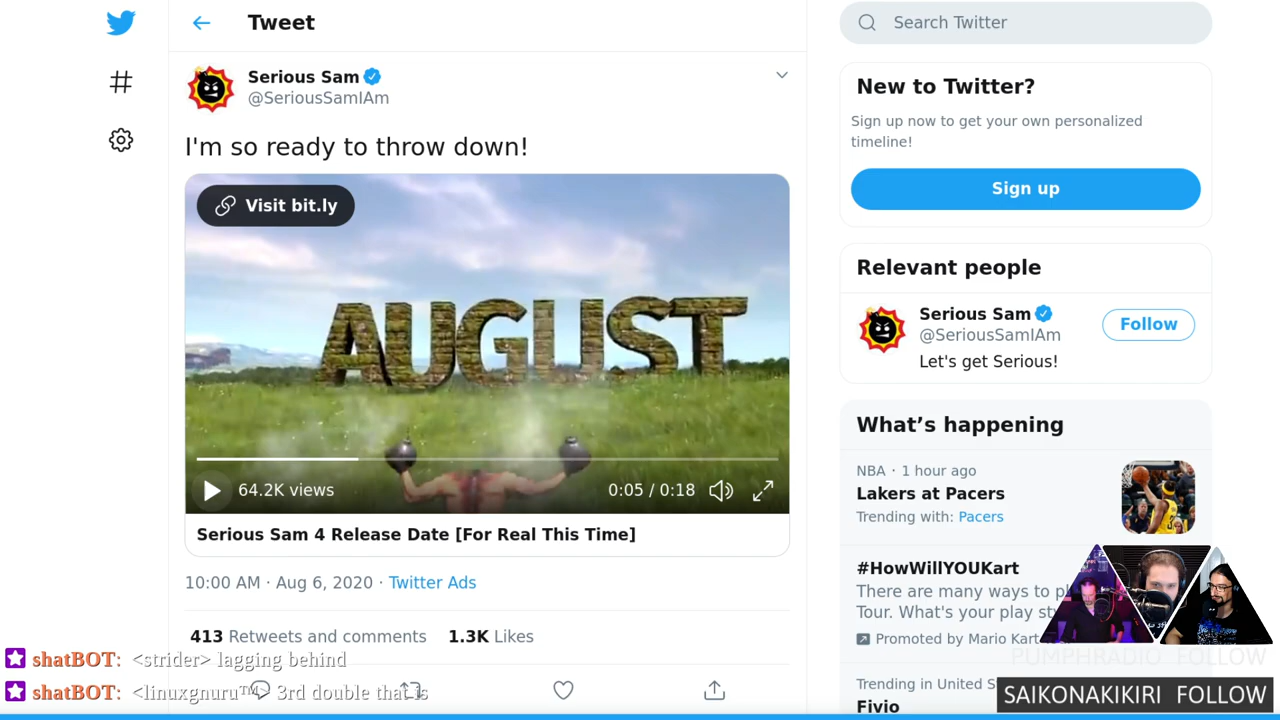 Tweet
Serious Sam
@SeriousSamIAm
I'm so ready to throw down!
Visit bit.ly
AUGUST
64.2K views
0:05 / 0:18
Serious Sam 4 Release Date [For Real This Time]
10:00 AM · Aug 6, 2020 · Twitter Ads
413 Retweets and comments 1.3K Likes
shatBOT: <strider> lagging behind
shatBOT: <linuxgnuru™> 3rd double that is
Search Twitter
New to Twitter?
Sign up now to get your own personalized
timeline!
Sign up
Relevant people
Serious Sam
@SeriousSamIAm
Follow
Let's get Serious!
What's happening
NBA · 1 hour ago
Lakers at Pacers
Trending with: Pacers
#HowWillYOUKart
There are many ways to
Tour. What's your play
Promoted by Mario Kart
PUMPHRADIO FOLLOW
Trending in United S
SAIKONAKIKIRI FOLLOW
Fivio